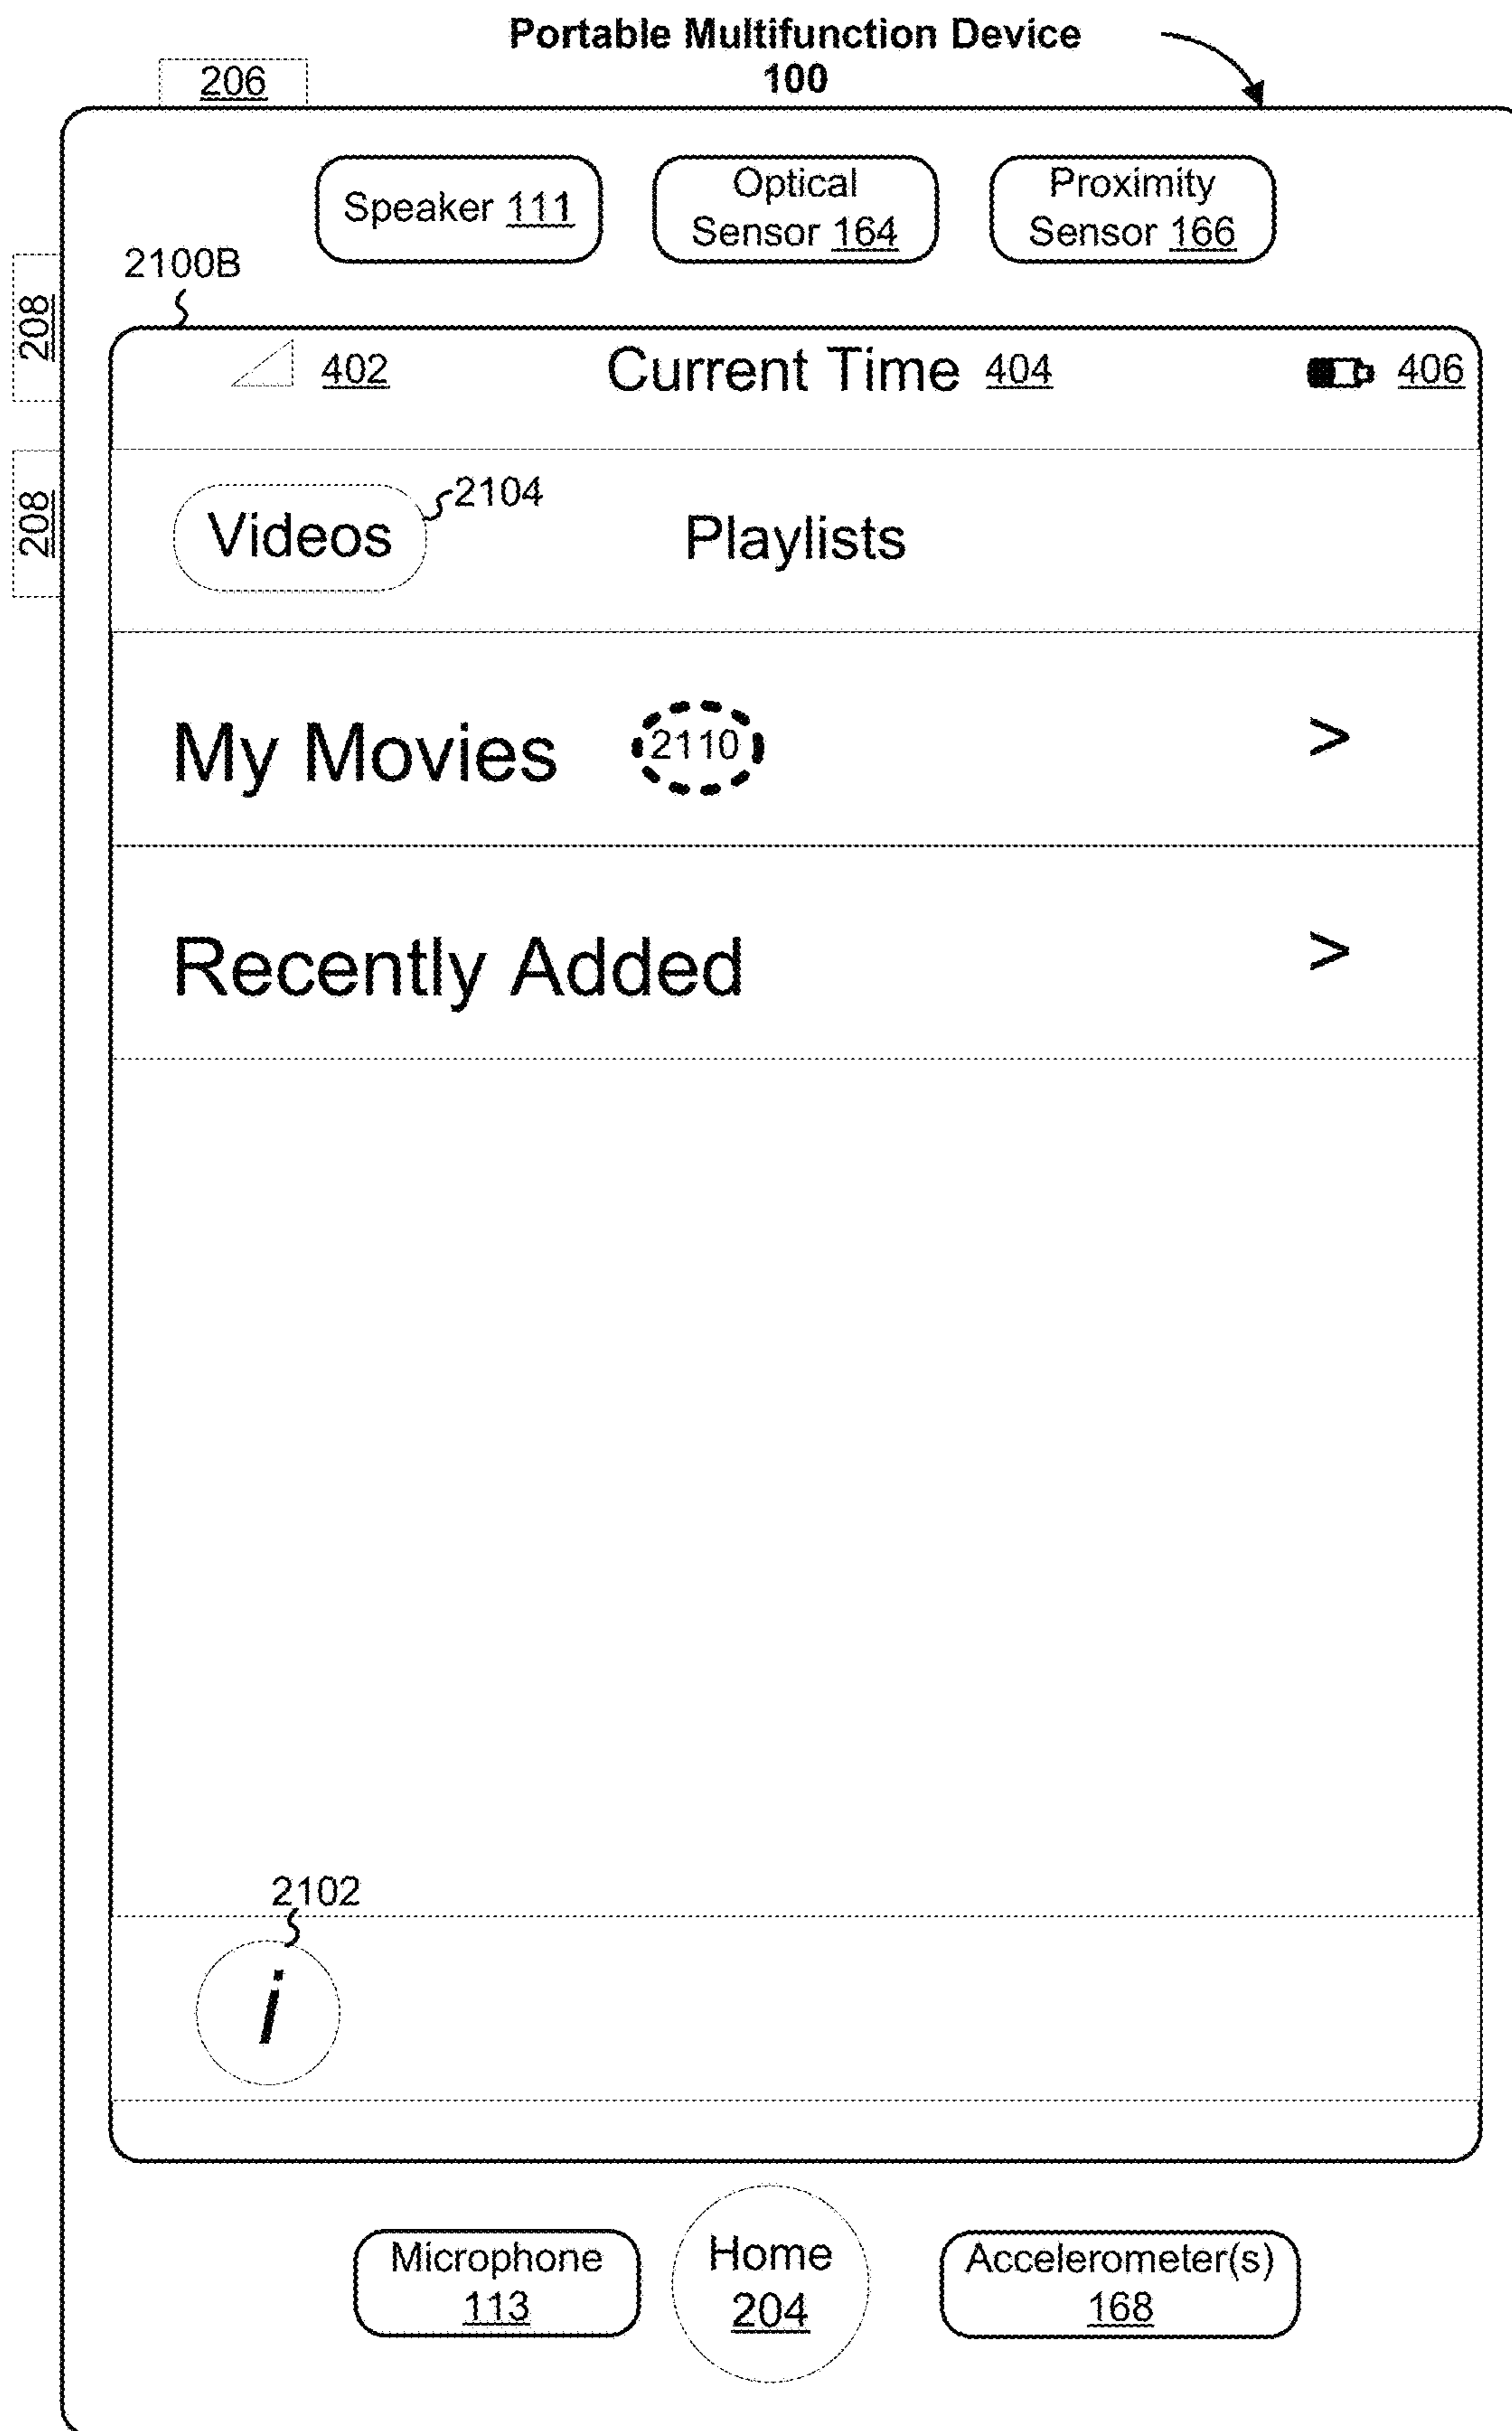 Portable Multifunction Device
100
206
Speaker 111
Optical
Sensor 164
Proximity
Sensor 166
2100B
208
402
Current Time 404
406
208
Videos
2104
Playlists
My Movies
2110
>
Recently Added
>
2102
i
Microphone
113
Home
204
Accelerometer(s)
168